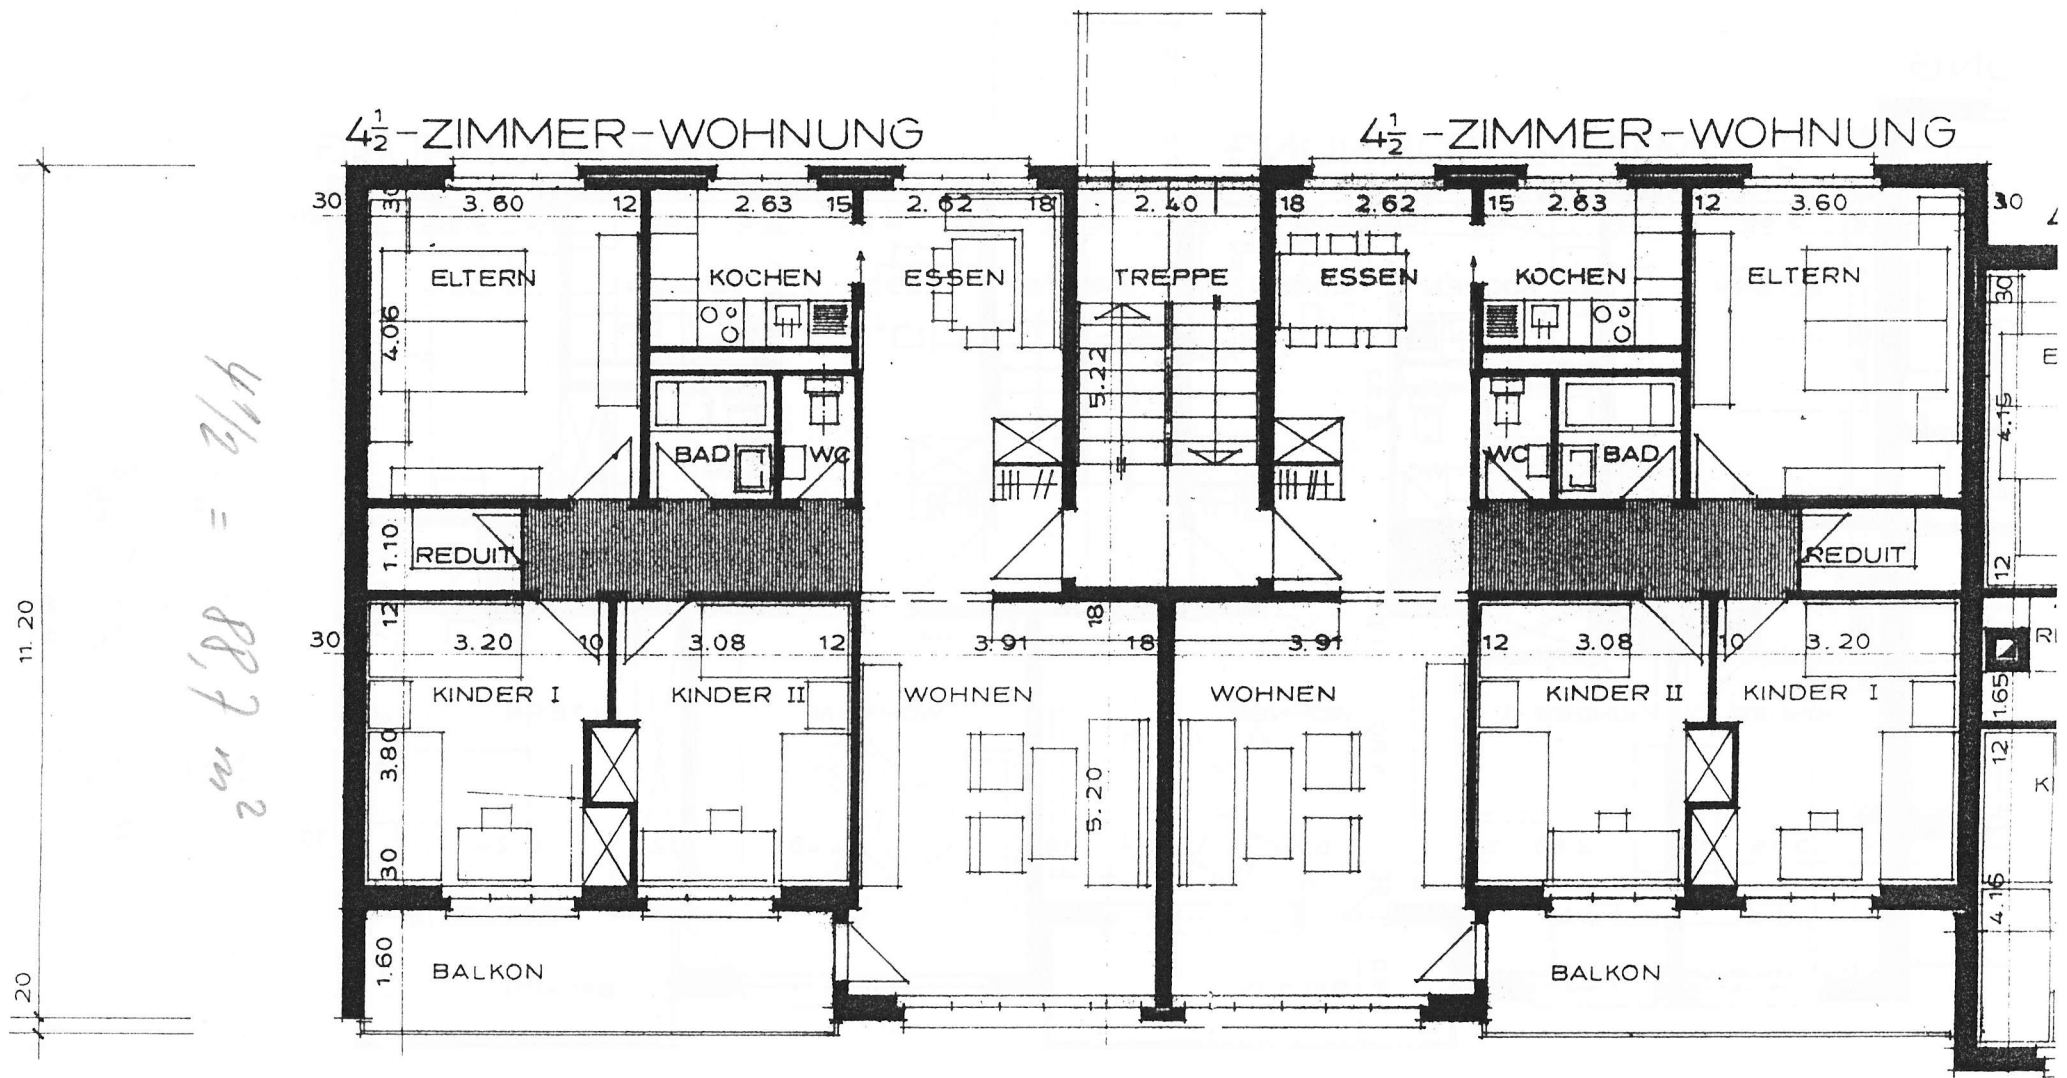 4½-ZIMMER-WOHNUNG
4½-ZIMMER-WOHNUNG
30 30 3.60 12 2.63 15 2.62 18 2.40 18 2.62 15 2.63 12 3.60 30
ELTERN KOCHEN ESSEN TREPPE ESSEN KOCHEN ELTERN
30
4.06
5.22
4.15
BAD WC WC BAD
1.10
REDUIT REDUIT
12
11.20
4 1/2 = 88,7 m²
12
18
30 3.20 10 3.08 12 3.91 18 3.91 12 3.08 10 3.20
KINDER I KINDER II WOHNEN WOHNEN KINDER II KINDER I
1.65
3.80
12
5.20
30
4.16
1.60
BALKON BALKON
20